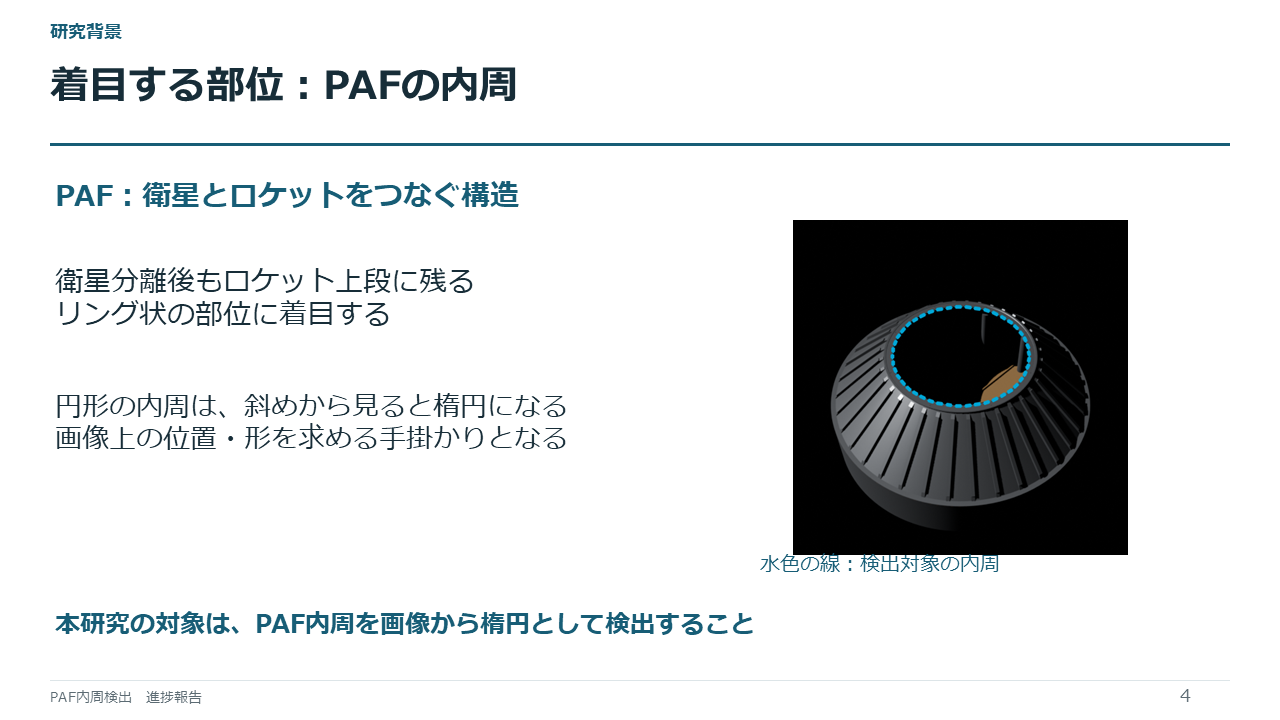 研究背景
着目する部位：PAFの内周
PAF：衛星とロケットをつなぐ構造
衛星分離後もロケット上段に残る
リング状の部位に着目する
円形の内周は、斜めから見ると楕円になる
画像上の位置・形を求める手掛かりとなる
水色の線：検出対象の内周
本研究の対象は、PAF内周を画像から楕円として検出すること
PAF内周検出　進捗報告
4